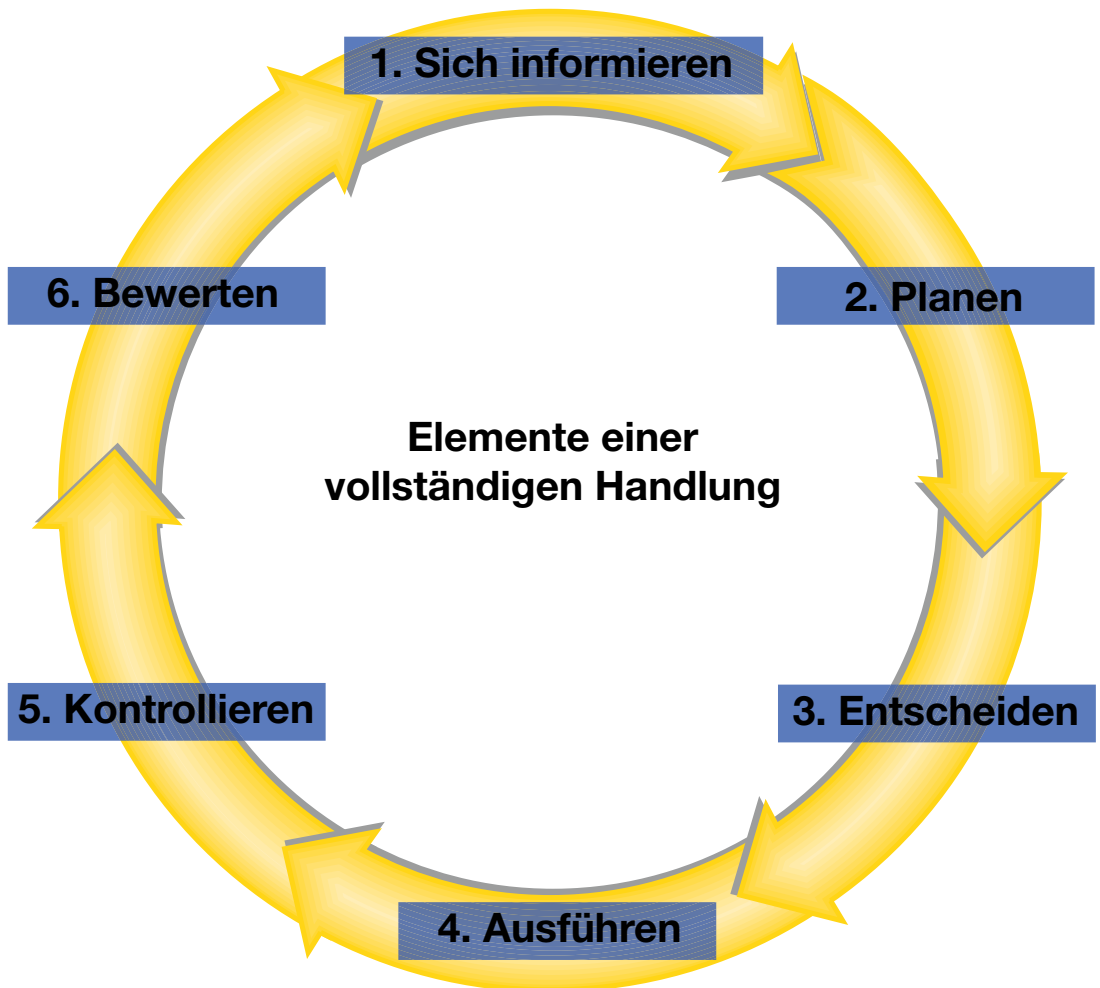 1. Sich informieren
2. Planen
3. Entscheiden
4. Ausführen
5. Kontrollieren
6. Bewerten
Elemente einer
vollständigen Handlung